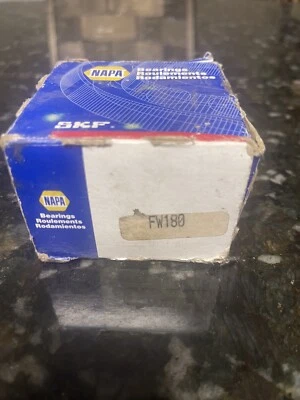 NAPA
Bearings
Roulements
Rodamientos
SKF
NAPA
Bearings
Roulements
Rodamientos
FW180